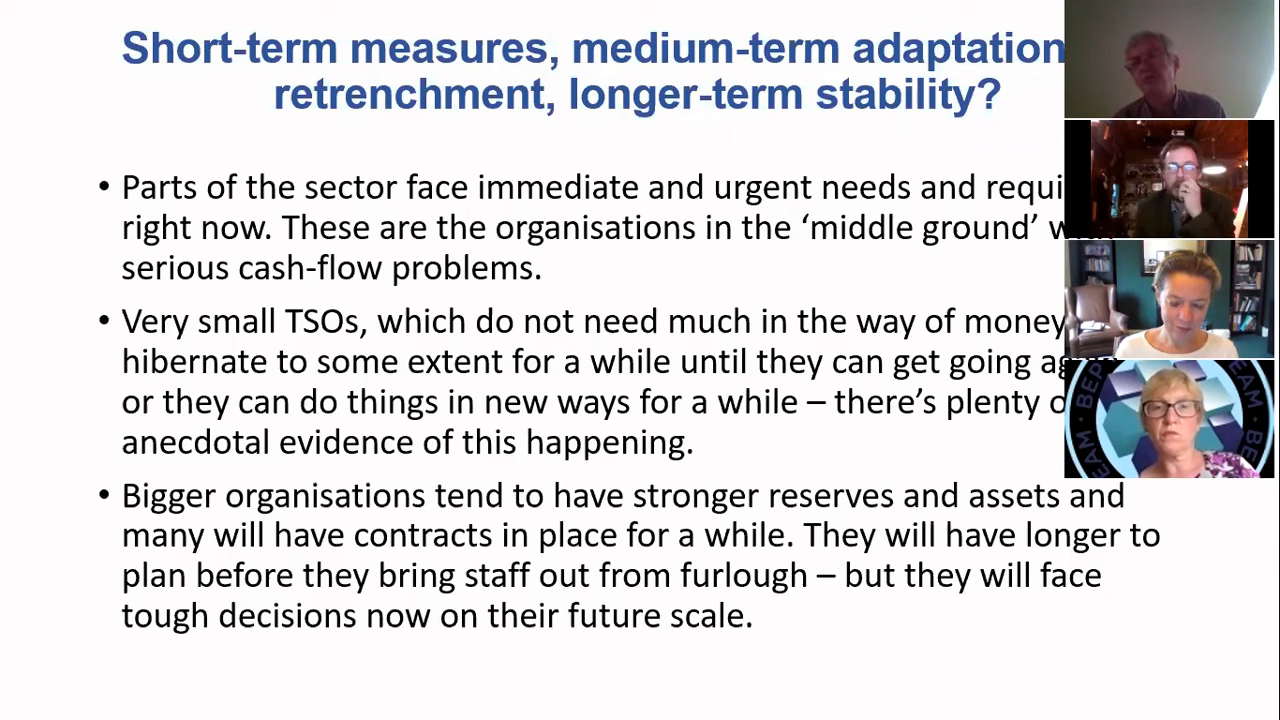 Short-term measures, medium-term adaptation
retrenchment, longer-term stability?
• Parts of the sector face immediate and urgent needs and requi
right now. These are the organisations in the ‘middle ground’
serious cash-flow problems.
• Very small TSOs, which do not need much in the way of money
hibernate to some extent for a while until they can get going
or they can do things in new ways for a while – there’s plenty
anecdotal evidence of this happening.
• Bigger organisations tend to have stronger reserves and assets and
many will have contracts in place for a while. They will have longer to
plan before they bring staff out from furlough – but they will face
tough decisions now on their future scale.